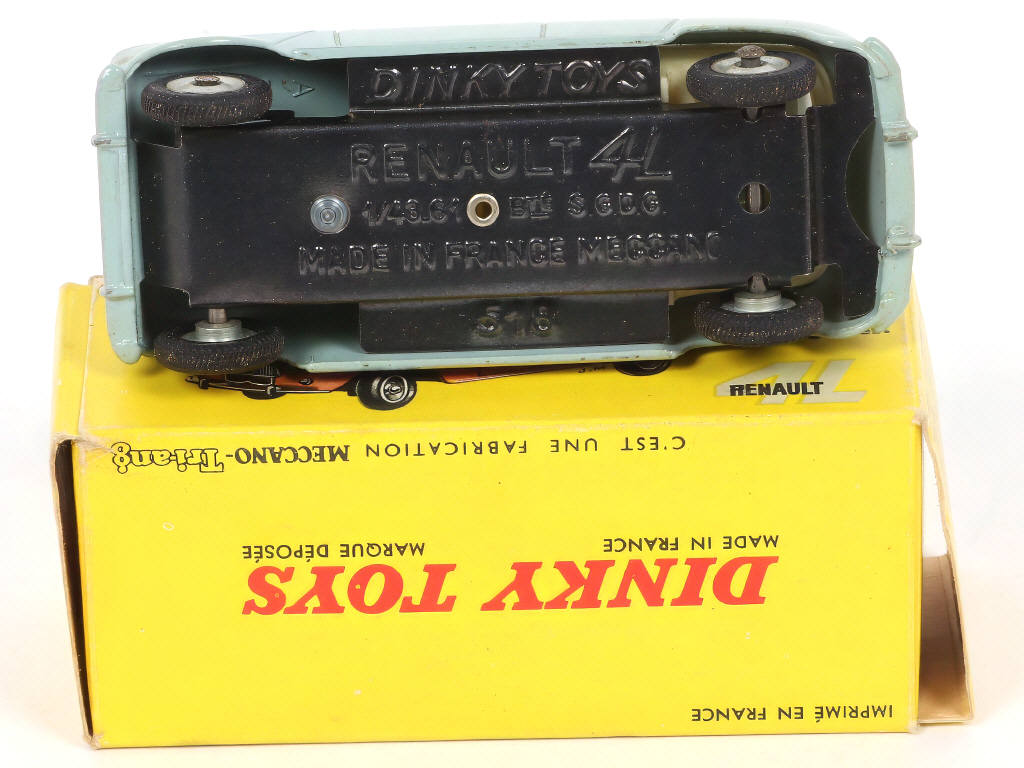 DINKY TOYS
RENAULT 4L
1/43.61 Bté S.G.D.G.
MADE IN FRANCE MECCANO
518
4L
RENAULT
C'EST UNE FABRICATION MECCANO-Tri-ang
MADE IN FRANCE MARQUE DÉPOSÉE
DINKY TOYS
IMPRIMÉ EN FRANCE